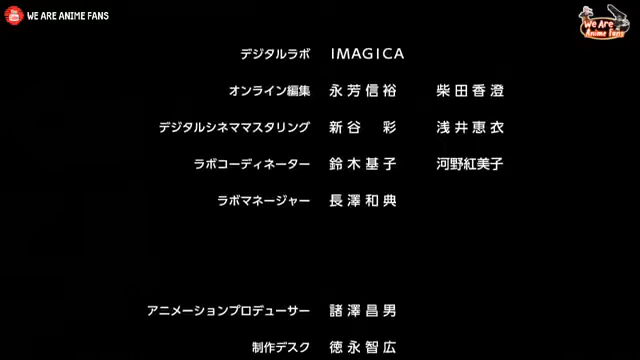 WE ARE ANIME FANS
We Are
Anime Fans
デジタルラボ IMAGICA
オンライン編集 永芳信裕 柴田香澄
デジタルシネママスタリング 新谷 彩 浅井恵衣
ラボコーディネーター 鈴木基子 河野紅美子
ラボマネージャー 長澤和典
アニメーションプロデューサー 諸澤昌男
制作デスク 徳永智広